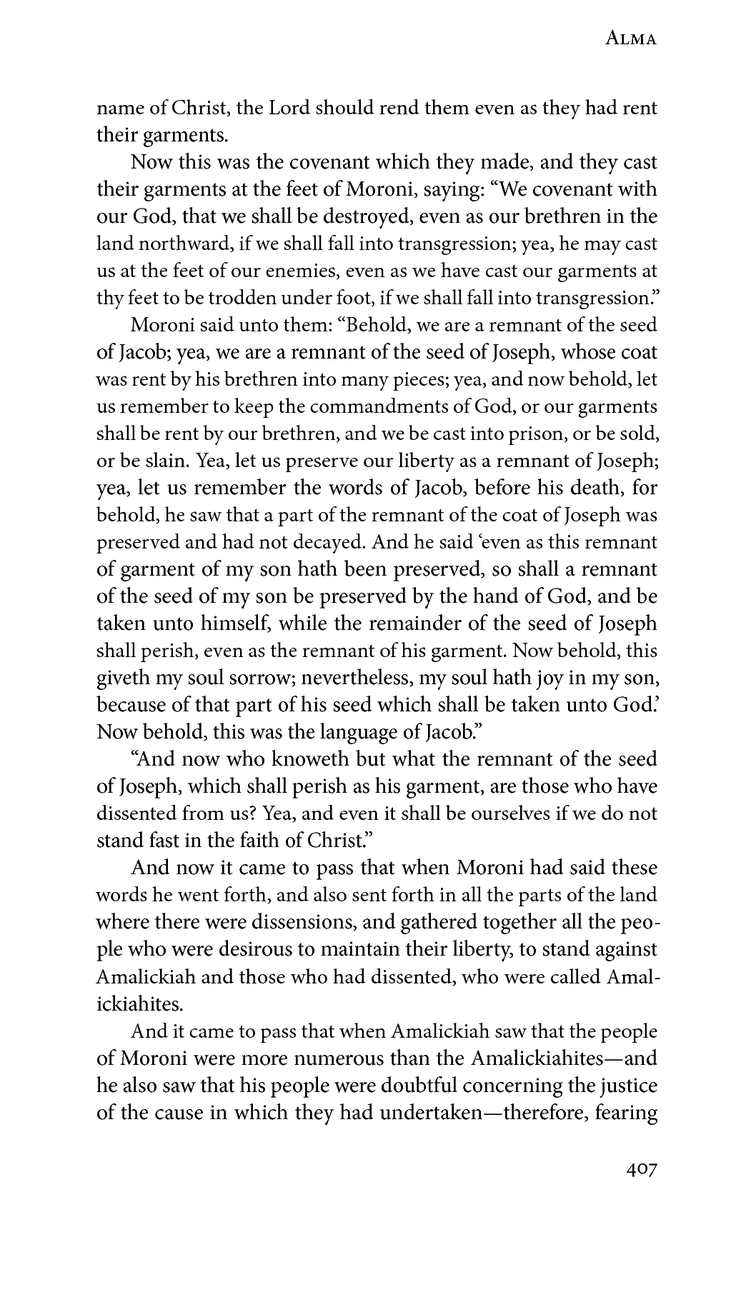 Alma
name of Christ, the Lord should rend them even as they had rent
their garments.
Now this was the covenant which they made, and they cast
their garments at the feet of Moroni, saying: “We covenant with
our God, that we shall be destroyed, even as our brethren in the
land northward, if we shall fall into transgression; yea, he may cast
us at the feet of our enemies, even as we have cast our garments at
thy feet to be trodden under foot, if we shall fall into transgression.”
Moroni said unto them: “Behold, we are a remnant of the seed
of Jacob; yea, we are a remnant of the seed of Joseph, whose coat
was rent by his brethren into many pieces; yea, and now behold, let
us remember to keep the commandments of God, or our garments
shall be rent by our brethren, and we be cast into prison, or be sold,
or be slain. Yea, let us preserve our liberty as a remnant of Joseph;
yea, let us remember the words of Jacob, before his death, for
behold, he saw that a part of the remnant of the coat of Joseph was
preserved and had not decayed. And he said ‘even as this remnant
of garment of my son hath been preserved, so shall a remnant
of the seed of my son be preserved by the hand of God, and be
taken unto himself, while the remainder of the seed of Joseph
shall perish, even as the remnant of his garment. Now behold, this
giveth my soul sorrow; nevertheless, my soul hath joy in my son,
because of that part of his seed which shall be taken unto God.’
Now behold, this was the language of Jacob.”
“And now who knoweth but what the remnant of the seed
of Joseph, which shall perish as his garment, are those who have
dissented from us? Yea, and even it shall be ourselves if we do not
stand fast in the faith of Christ.”
And now it came to pass that when Moroni had said these
words he went forth, and also sent forth in all the parts of the land
where there were dissensions, and gathered together all the peo-
ple who were desirous to maintain their liberty, to stand against
Amalickiah and those who had dissented, who were called Amal-
ickiahites.
And it came to pass that when Amalickiah saw that the people
of Moroni were more numerous than the Amalickiahites—and
he also saw that his people were doubtful concerning the justice
of the cause in which they had undertaken—therefore, fearing
407